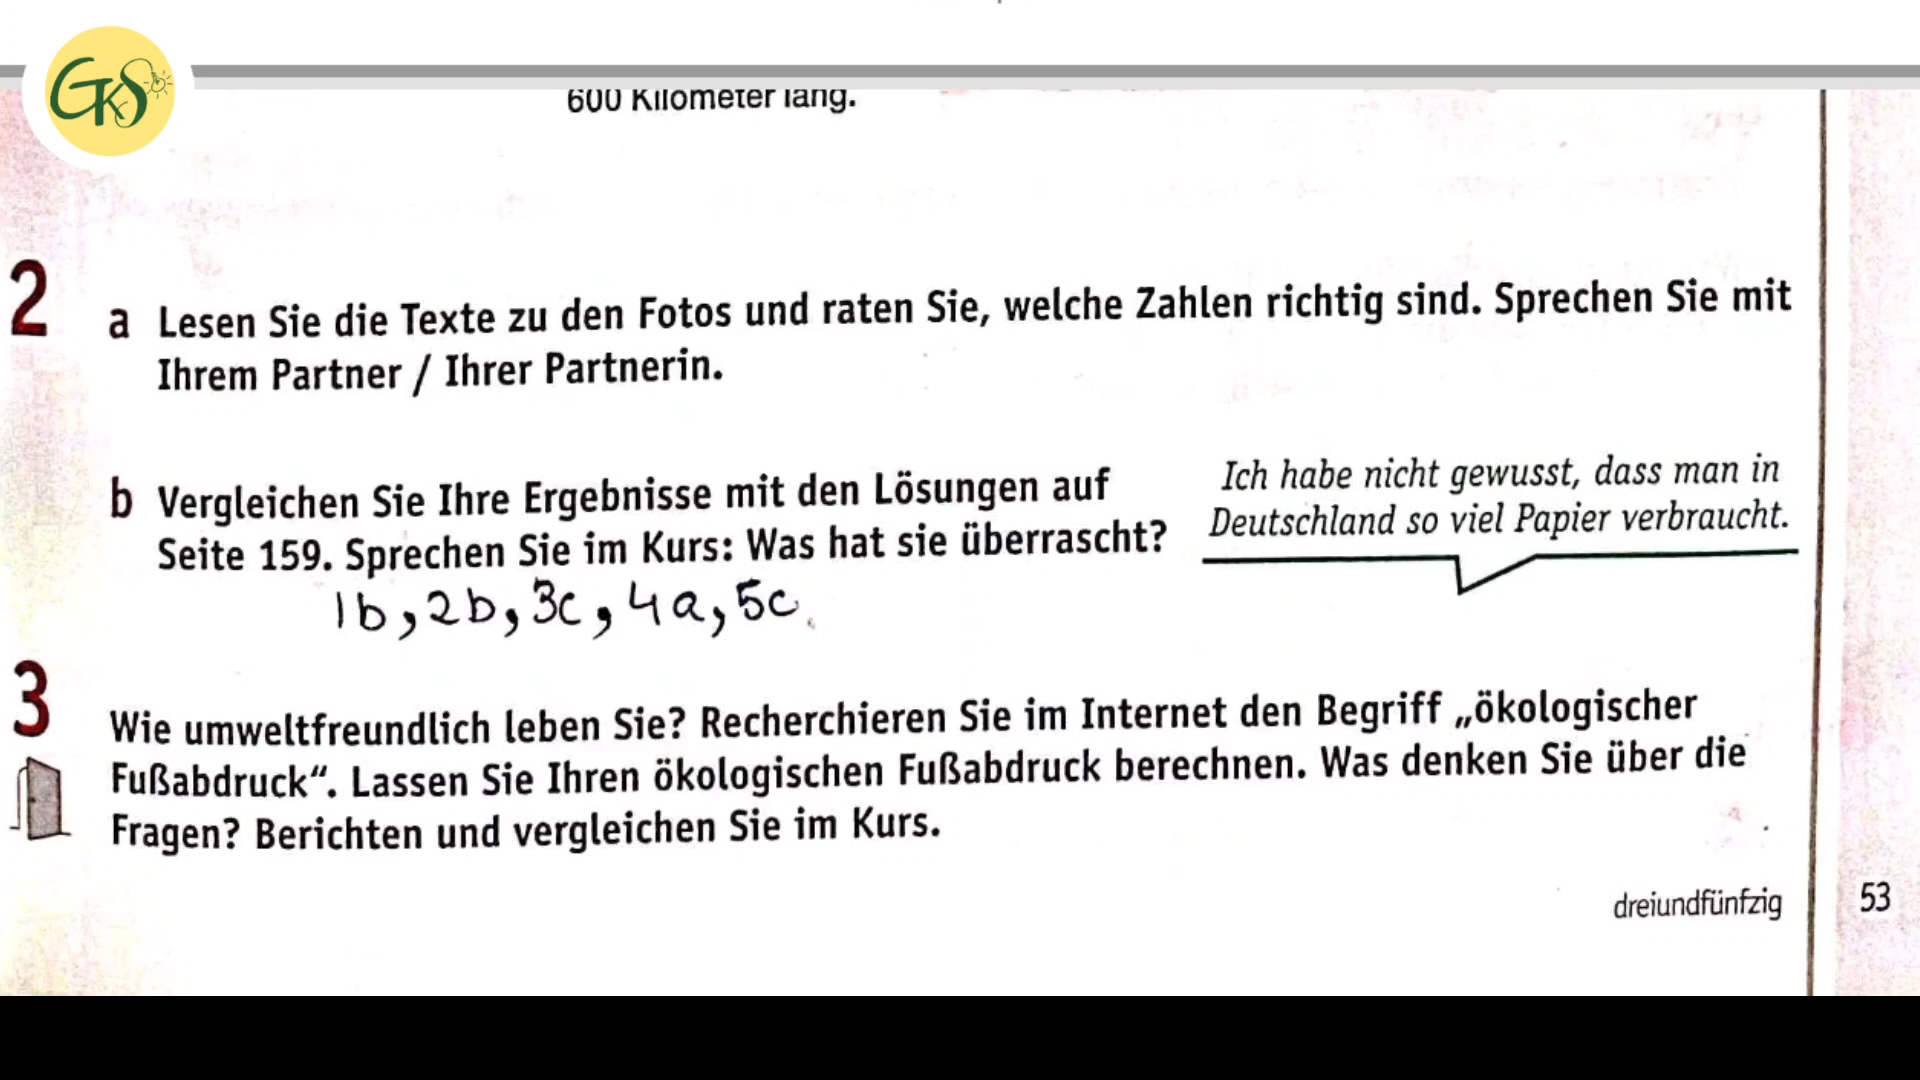 GKS
600 Kilometer lang.
2
a Lesen Sie die Texte zu den Fotos und raten Sie, welche Zahlen richtig sind. Sprechen Sie mit
Ihrem Partner / Ihrer Partnerin.
b Vergleichen Sie Ihre Ergebnisse mit den Lösungen auf
Seite 159. Sprechen Sie im Kurs: Was hat sie überrascht?
1b, 2b, 3c, 4a, 5c.
Ich habe nicht gewusst, dass man in
Deutschland so viel Papier verbraucht.
3
Wie umweltfreundlich leben Sie? Recherchieren Sie im Internet den Begriff „ökologischer
Fußabdruck“. Lassen Sie Ihren ökologischen Fußabdruck berechnen. Was denken Sie über die
Fragen? Berichten und vergleichen Sie im Kurs.
dreiundfünfzig 53